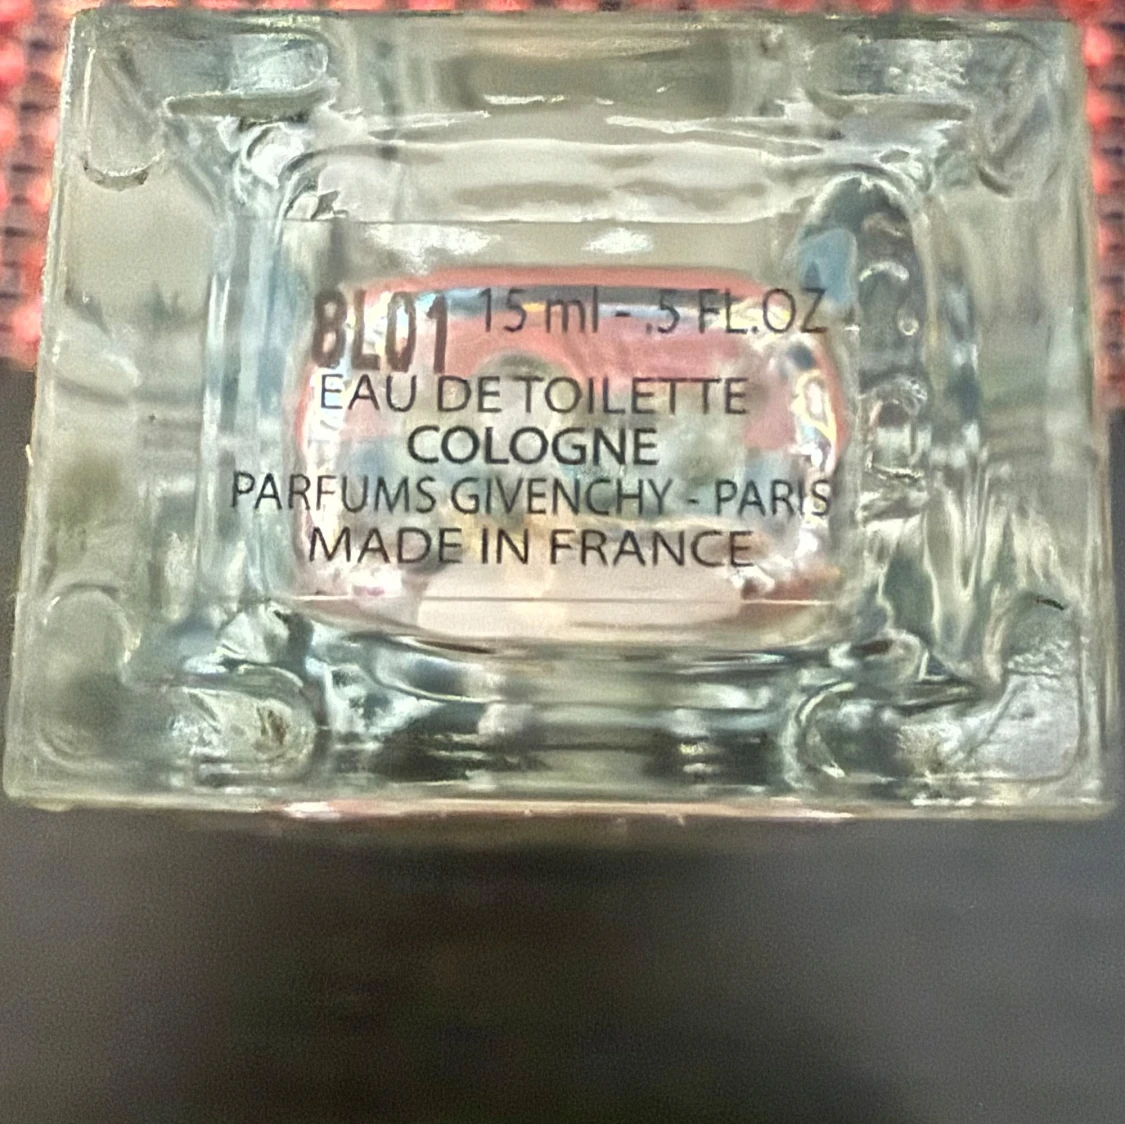 8L01 15 ml - .5 FL.OZ
EAU DE TOILETTE
COLOGNE
PARFUMS GIVENCHY - PARIS
MADE IN FRANCE